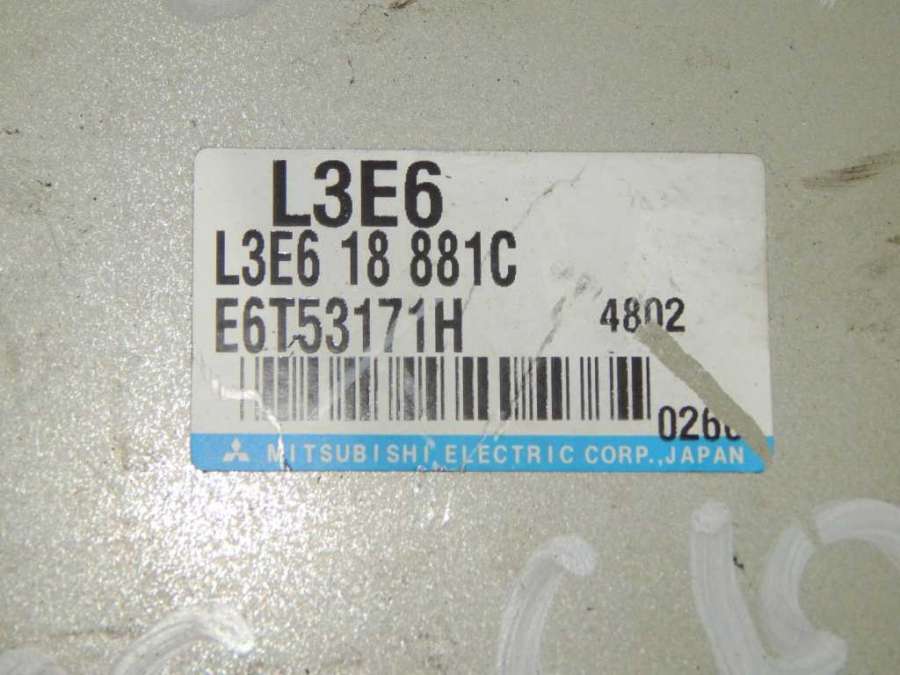 L3E6
L3E6 18 881C
E6T53171H 4802
MITSUBISHI ELECTRIC CORP., JAPAN